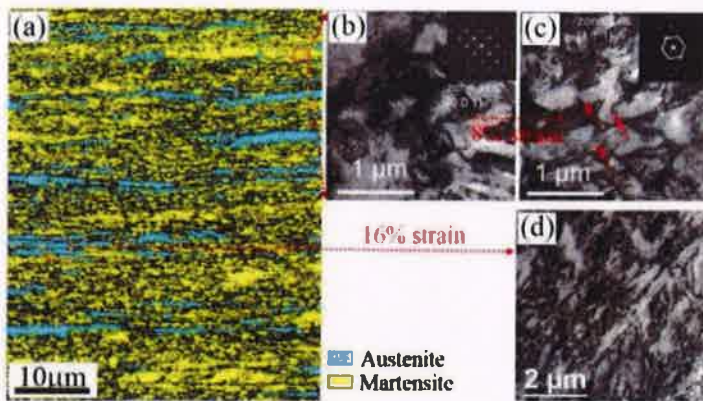 (a)
(b)
(c)
1 μm
1 μm
16% strain
(d)
Austenite
Martensite
10μm
2 μm